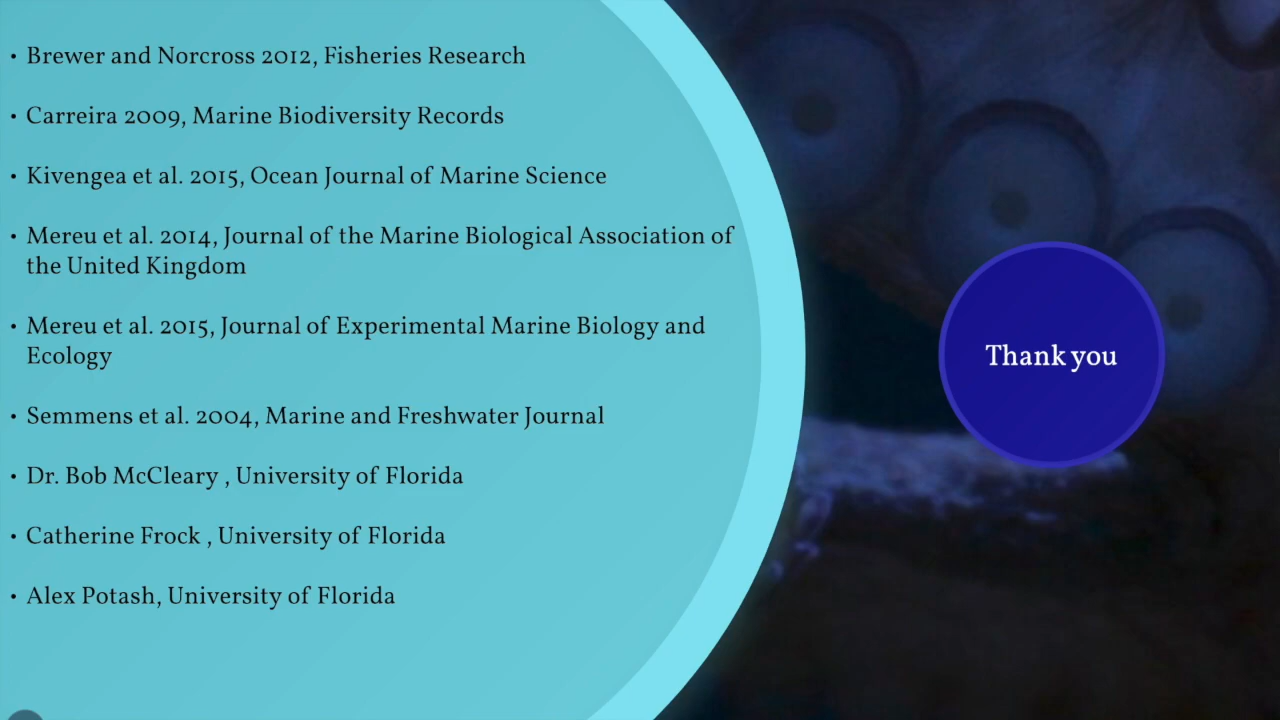 • Brewer and Norcross 2012, Fisheries Research
• Carreira 2009, Marine Biodiversity Records
• Kivengea et al. 2015, Ocean Journal of Marine Science
• Mereu et al. 2014, Journal of the Marine Biological Association of
the United Kingdom
• Mereu et al. 2015, Journal of Experimental Marine Biology and
Ecology
• Semmens et al. 2004, Marine and Freshwater Journal
• Dr. Bob McCleary , University of Florida
• Catherine Frock , University of Florida
• Alex Potash, University of Florida
Thank you